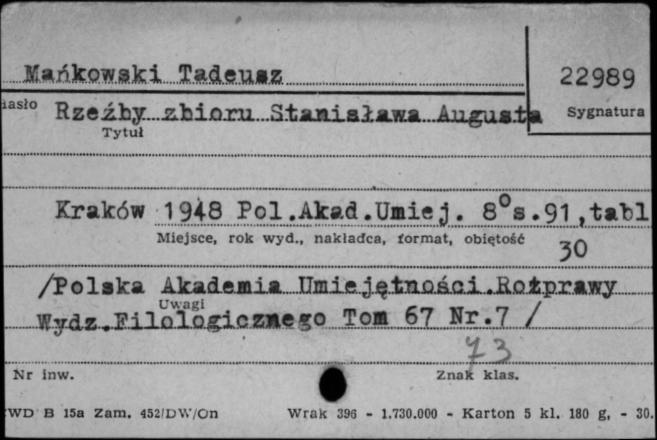 Mańkowski Tadeusz
22989
iasło Rzeźby zbioru Stanisława Augusta Sygnatura
Tytuł
Kraków 1948 Pol.Akad.Umiej. 8°s.91,tabl
Miejsce, rok wyd., nakładca, format, objętość 30
/Polska Akademia Umiejętności.Rozprawy
Uwagi
Wydz.Filologicznego Tom 67 Nr.7 /
73
Nr inw. Znak klas.
WD B 15a Zam. 452/DW/On Wrak 396 - 1.730.000 - Karton 5 kl. 180 g. - 30.